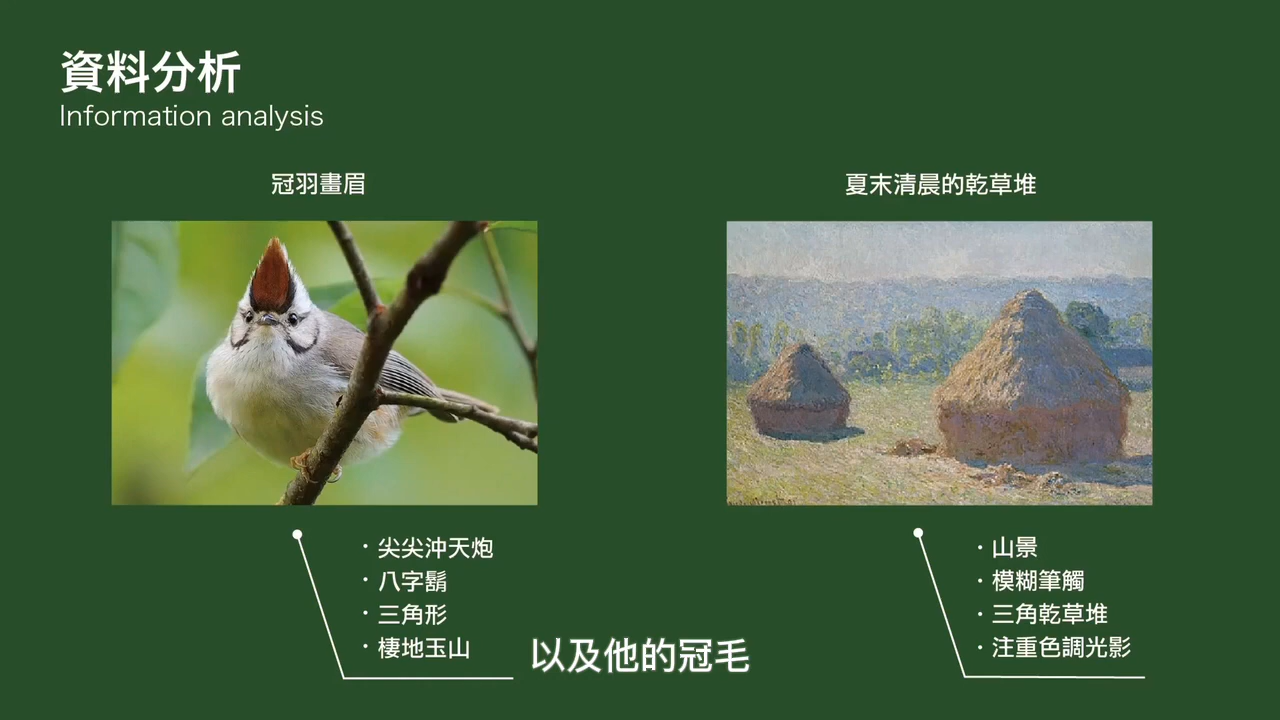 資料分析
Information analysis
冠羽畫眉
夏末清晨的乾草堆
· 尖尖沖天炮
· 八字鬍
· 三角形
· 棲地玉山
· 山景
· 模糊筆觸
· 三角乾草堆
· 注重色調光影
以及他的冠毛